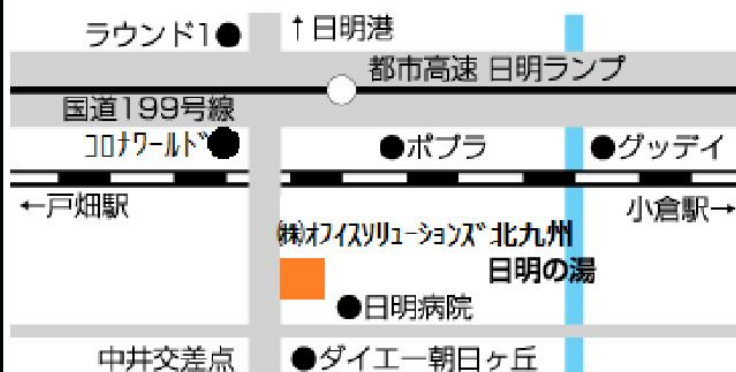 ラウンド1
↑日明港
都市高速 日明ランプ
国道199号線
コロナワールド
ポプラ
グッデイ
←戸畑駅
小倉駅→
㈱オフィスソリューションズ北九州
日明の湯
日明病院
中井交差点
ダイエー朝日ヶ丘